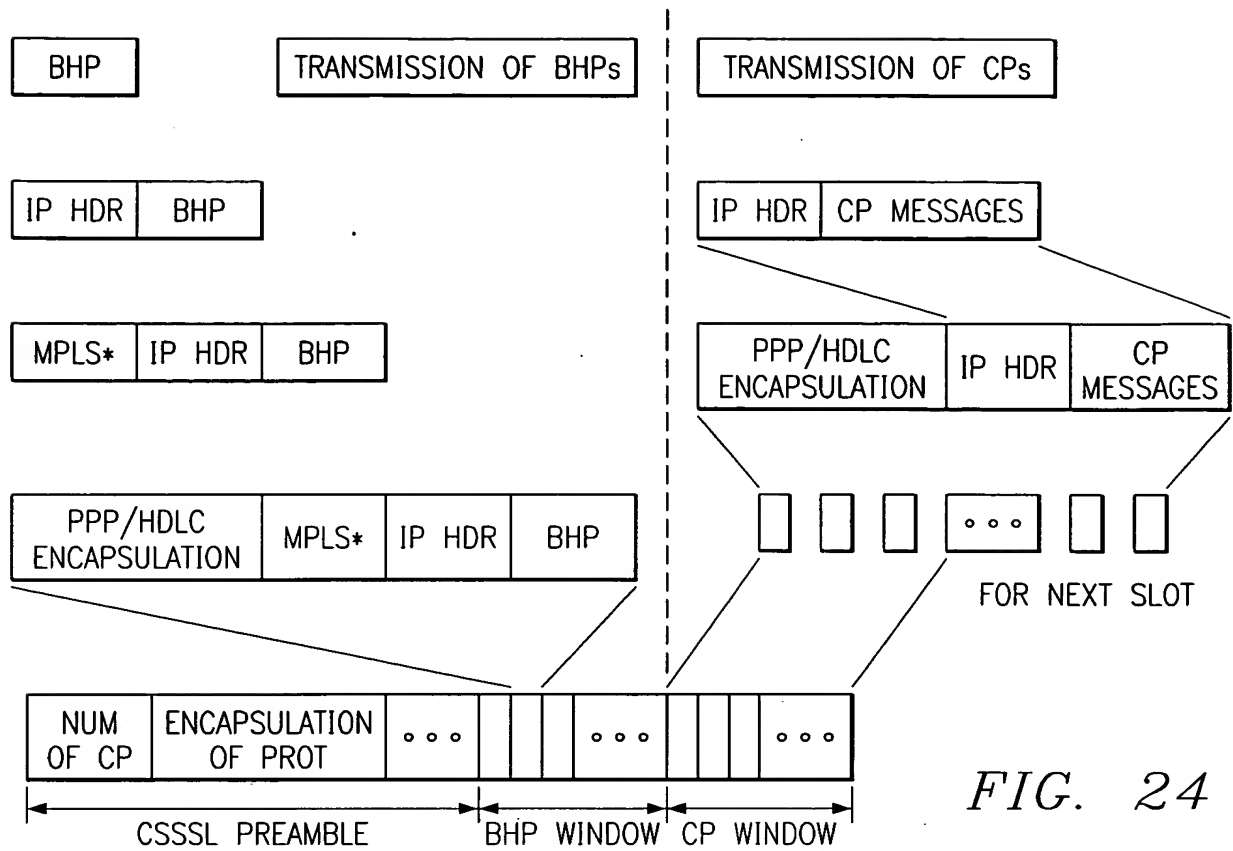 BHP
TRANSMISSION OF BHPs
TRANSMISSION OF CPs
IP HDR
BHP
IP HDR
CP MESSAGES
MPLS*
IP HDR
BHP
PPP/HDLC
ENCAPSULATION
IP HDR
CP
MESSAGES
PPP/HDLC
ENCAPSULATION
MPLS*
IP HDR
BHP
FOR NEXT SLOT
NUM
OF CP
ENCAPSULATION
OF PROT
CSSSL PREAMBLE
BHP WINDOW
CP WINDOW
FIG. 24